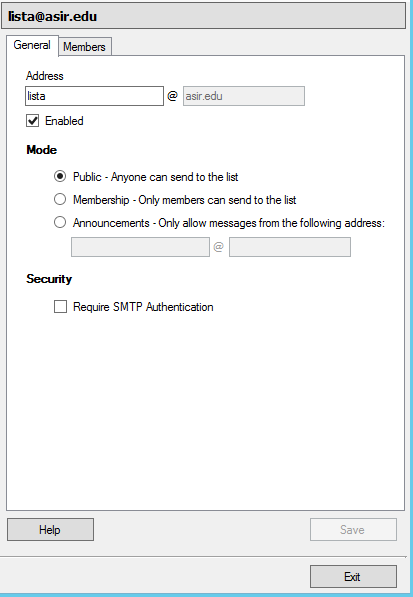 lista@asir.edu
General Members
Address
lista @ asir.edu
Enabled
Mode
Public - Anyone can send to the list
Membership - Only members can send to the list
Announcements - Only allow messages from the following address:
@
Security
Require SMTP Authentication
Help Save
Exit